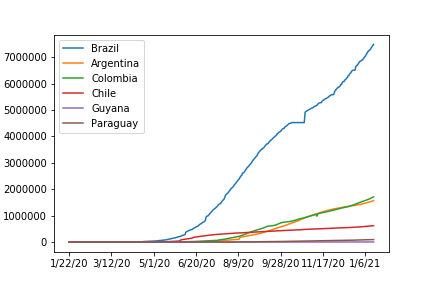 Brazil
Argentina
Colombia
Chile
Guyana
Paraguay
7000000
6000000
5000000
4000000
3000000
2000000
1000000
0
1/22/20 3/12/20 5/1/20 6/20/20 8/9/20 9/28/20 11/17/20 1/6/21